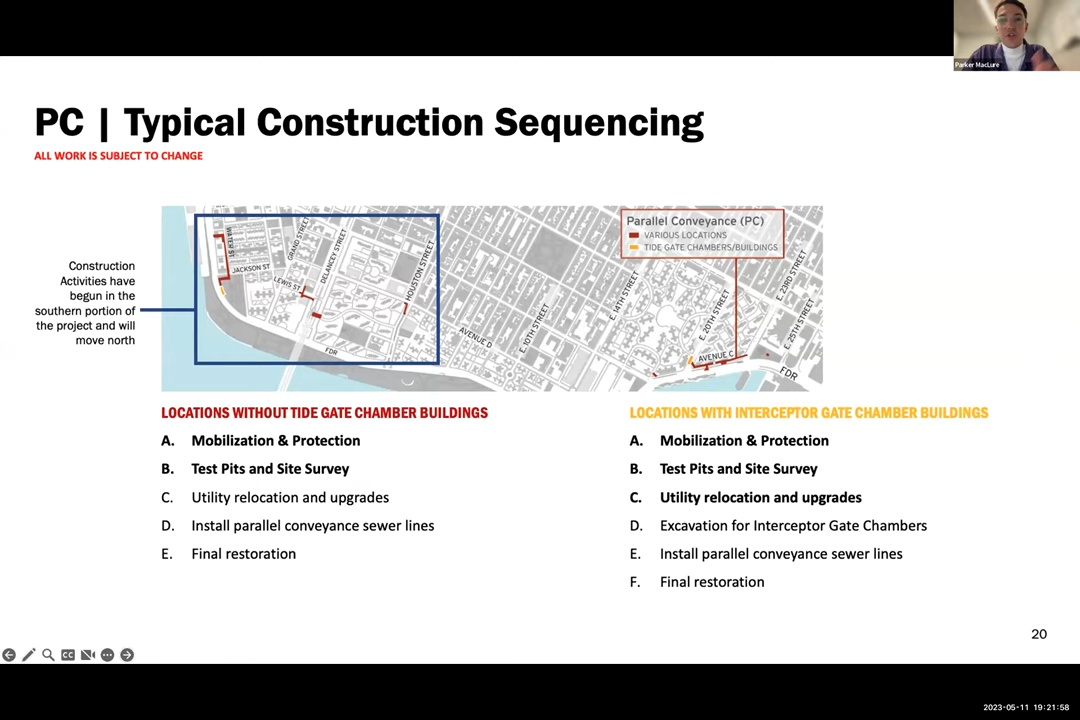 Parker MacLure
PC | Typical Construction Sequencing
ALL WORK IS SUBJECT TO CHANGE
Construction
Activities have
begun in the
southern portion of
the project and will
move north
WATER ST
JACKSON ST
GRAND STREET
LEWIS ST
DELANCEY STREET
HOUSTON STREET
FDR
AVENUE D
E. 10TH STREET
E. 14TH STREET
E. 20TH STREET
AVENUE C
E. 23RD STREET
E. 25TH STREET
FDR
Parallel Conveyance (PC)
VARIOUS LOCATIONS
TIDE GATE CHAMBERS/BUILDINGS
LOCATIONS WITHOUT TIDE GATE CHAMBER BUILDINGS
A. Mobilization & Protection
B. Test Pits and Site Survey
C. Utility relocation and upgrades
D. Install parallel conveyance sewer lines
E. Final restoration
LOCATIONS WITH INTERCEPTOR GATE CHAMBER BUILDINGS
A. Mobilization & Protection
B. Test Pits and Site Survey
C. Utility relocation and upgrades
D. Excavation for Interceptor Gate Chambers
E. Install parallel conveyance sewer lines
F. Final restoration
20
CC
2023-05-11 19:21:58